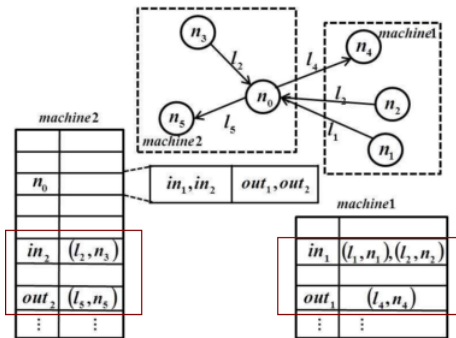 machine1
n3
n4
l2
l4
n0
l2
n2
n5
l5
l1
n1
machine2
machine2
n0
in1,in2 out1,out2
machine1
in2 (l2,n3)
in1 (l1,n1),(l2,n2)
out2 (l5,n5)
out1 (l4,n4)
⋮ ⋮
⋮ ⋮